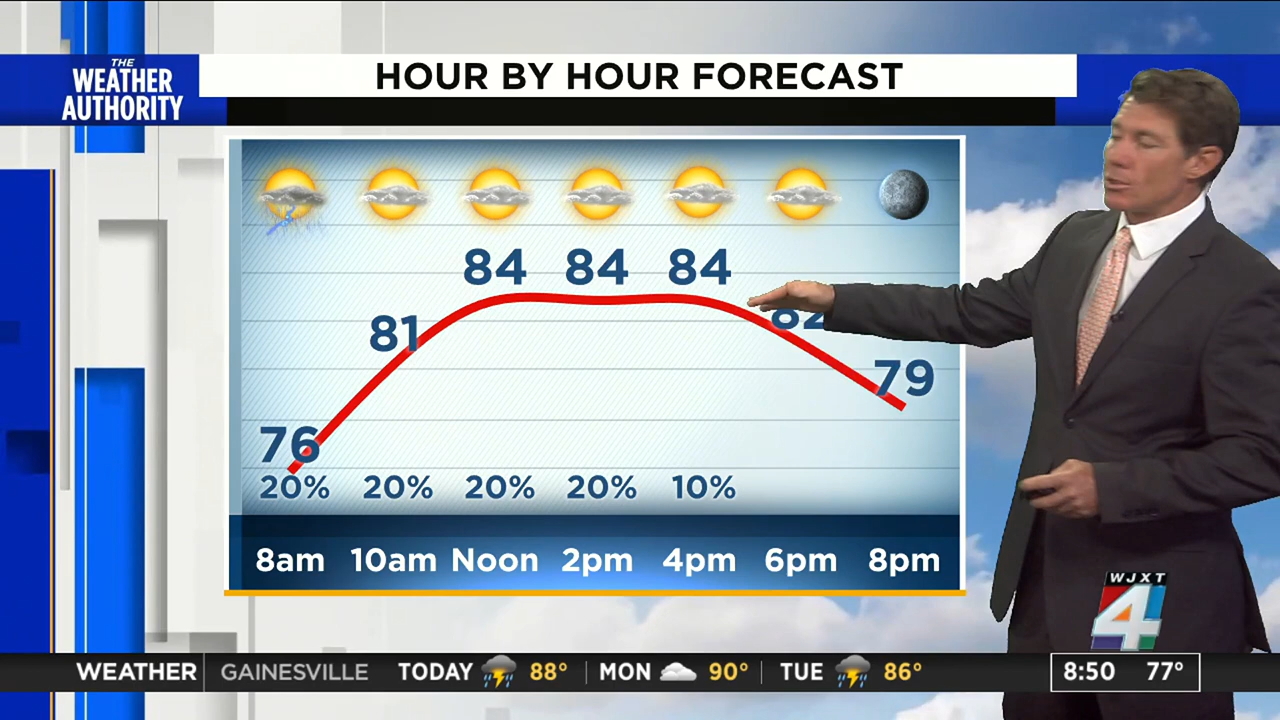 THE
WEATHER
AUTHORITY
HOUR BY HOUR FORECAST
84 84 84
81 82
76 79
20% 20% 20% 20% 10%
8am 10am Noon 2pm 4pm 6pm 8pm
WJXT
4
WEATHER GAINESVILLE TODAY 88° MON 90° TUE 86° 8:50 77°